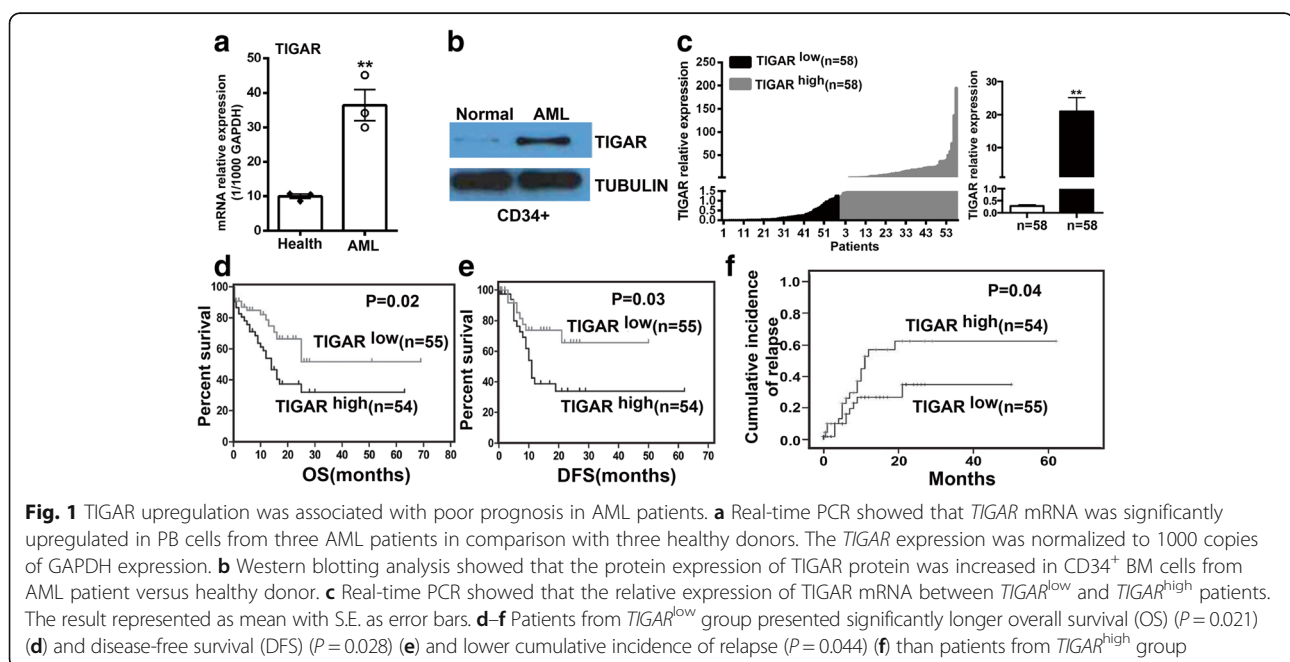 a
TIGAR
**
mRNA relative expression
(1/1000 GAPDH)
50
40
30
20
10
0
Health
AML
b
Normal AML
TIGAR
TUBULIN
CD34+
c
TIGAR low(n=58)
TIGAR high(n=58)
TIGAR relative expression
250
200
150
100
50
1.5
1.0
0.5
0.0
1 11 21 31 41 51 3 13 23 33 43 53
Patients
TIGAR relative expression
30
20
10
1.0
0.5
0.0
**
n=58
n=58
d
P=0.02
TIGAR low(n=55)
TIGAR high(n=54)
Percent survival
100
80
60
40
20
0
0 10 20 30 40 50 60 70 80
OS(months)
e
P=0.03
TIGAR low(n=55)
TIGAR high(n=54)
Percent survival
100
80
60
40
20
0
0 10 20 30 40 50 60 70
DFS(months)
f
P=0.04
TIGAR high(n=54)
TIGAR low(n=55)
Cumulative incidence
of relapse
1.0
0.8
0.6
0.4
0.2
0.0
0 20 40 60
Months
Fig. 1 TIGAR upregulation was associated with poor prognosis in AML patients. a Real-time PCR showed that TIGAR mRNA was significantly
upregulated in PB cells from three AML patients in comparison with three healthy donors. The TIGAR expression was normalized to 1000 copies
of GAPDH expression. b Western blotting analysis showed that the protein expression of TIGAR protein was increased in CD34+ BM cells from
AML patient versus healthy donor. c Real-time PCR showed that the relative expression of TIGAR mRNA between TIGARlow and TIGARhigh patients.
The result represented as mean with S.E. as error bars. d–f Patients from TIGARlow group presented significantly longer overall survival (OS) (P = 0.021)
(d) and disease-free survival (DFS) (P = 0.028) (e) and lower cumulative incidence of relapse (P = 0.044) (f) than patients from TIGARhigh group